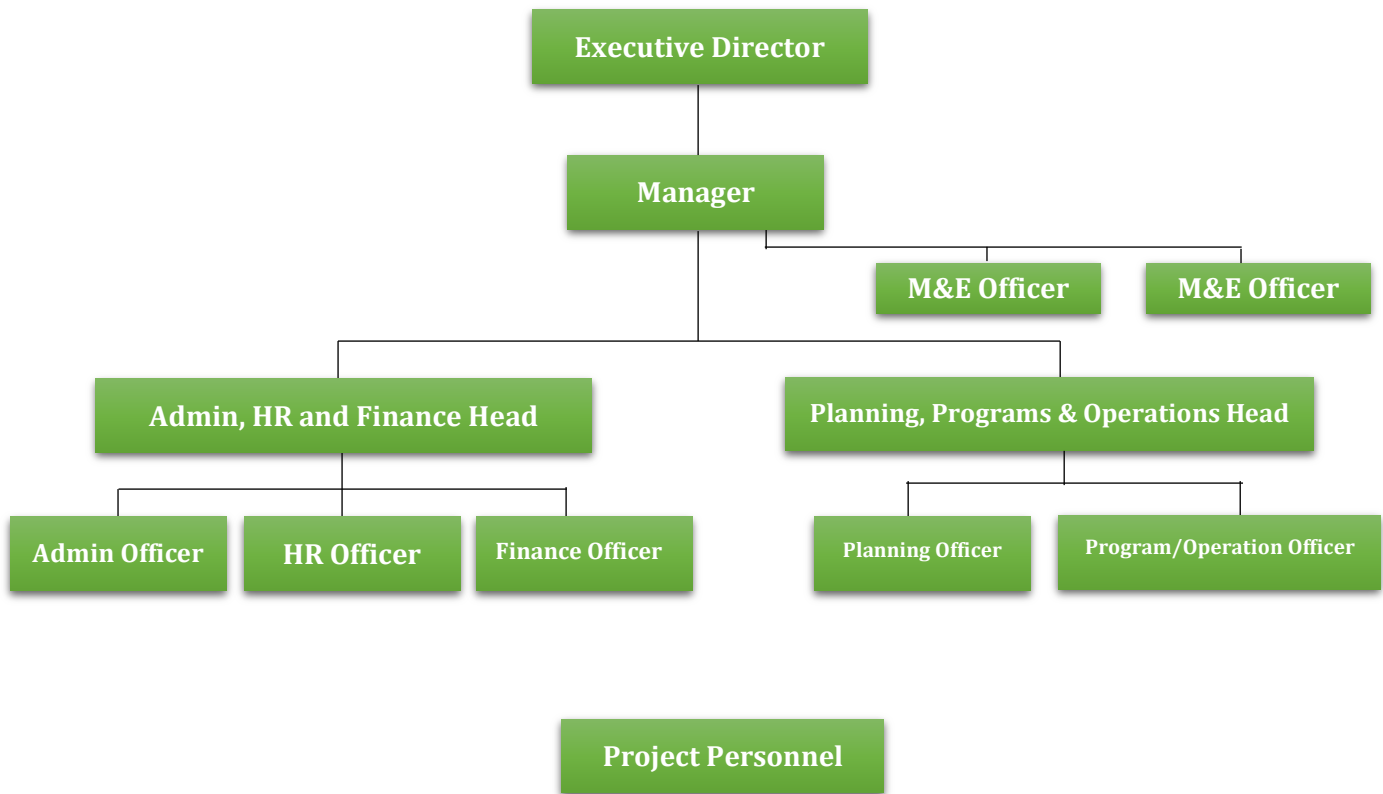 Executive Director
Manager
M&E Officer
M&E Officer
Admin, HR and Finance Head
Planning, Programs & Operations Head
Admin Officer
HR Officer
Finance Officer
Planning Officer
Program/Operation Officer
Project Personnel